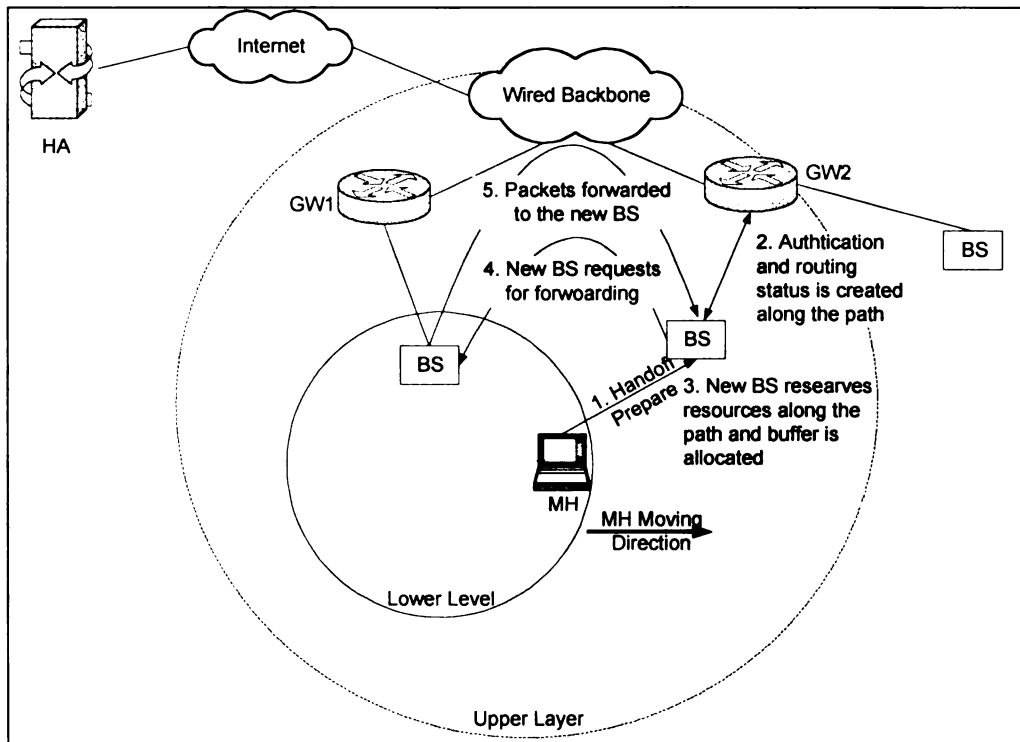 Internet
Wired Backbone
HA
GW1
GW2
5. Packets forwarded
to the new BS
BS
2. Authtication
and routing
status is created
along the path
4. New BS requests
for forwoarding
BS
BS
1. Handoff
Prepare
3. New BS researves
resources along the
path and buffer is
allocated
MH
MH Moving
Direction
Lower Level
Upper Layer